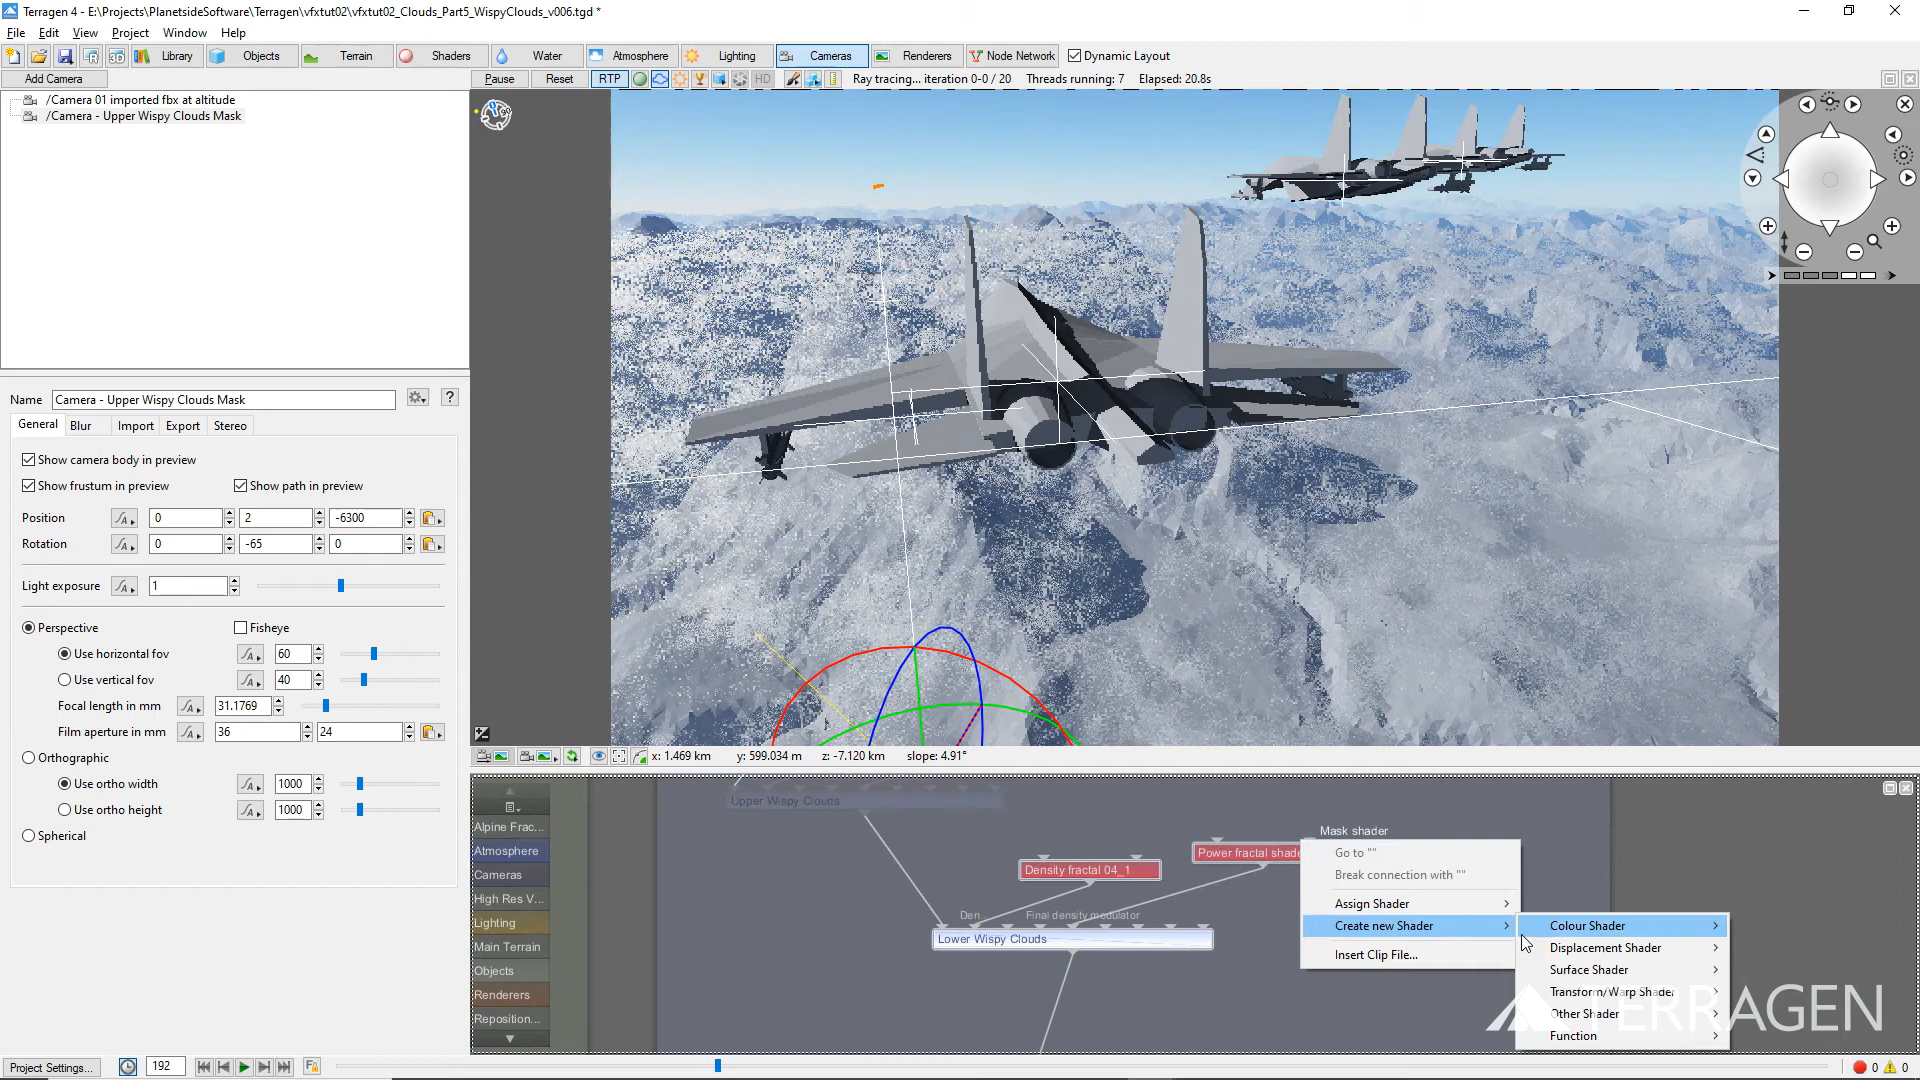 Terragen 4 - E:\Projects\PlanetsideSoftware\Terragen\vfxtut02\vfxtut02_Clouds_Part5_WispyClouds_v006.tgd *
File Edit View Project Window Help
Library Objects Terrain Shaders Water Atmosphere Lighting Cameras Renderers Node Network Dynamic Layout
Add Camera Pause Reset RTP HD Ray tracing... iteration 0-0 / 20 Threads running: 7 Elapsed: 20.8s
/Camera 01 imported fbx at altitude
/Camera - Upper Wispy Clouds Mask
Name Camera - Upper Wispy Clouds Mask ?
General Blur Import Export Stereo
Show camera body in preview
Show frustum in preview Show path in preview
Position 0 2 -6300
Rotation 0 -65 0
Light exposure 1
Perspective Fisheye
Use horizontal fov 60
Use vertical fov 40
Focal length in mm 31.1769
Film aperture in mm 36 24
Orthographic
Use ortho width 1000
Use ortho height 1000
Spherical
x: 1.469 km y: 599.034 m z: -7.120 km slope: 4.91°
Alpine Frac...
Atmosphere
Cameras
High Res V...
Lighting
Main Terrain
Objects
Renderers
Reposition...
Upper Wispy Clouds
Mask shader
Power fractal shade
Density fractal 04_1
Den Final density modulator
Lower Wispy Clouds
Go to ""
Break connection with ""
Assign Shader
Create new Shader
Insert Clip File...
Colour Shader
Displacement Shader
Surface Shader
Transform/Warp Shader
Other Shader
Function
TERRAGEN
Project Settings... 192 0 0